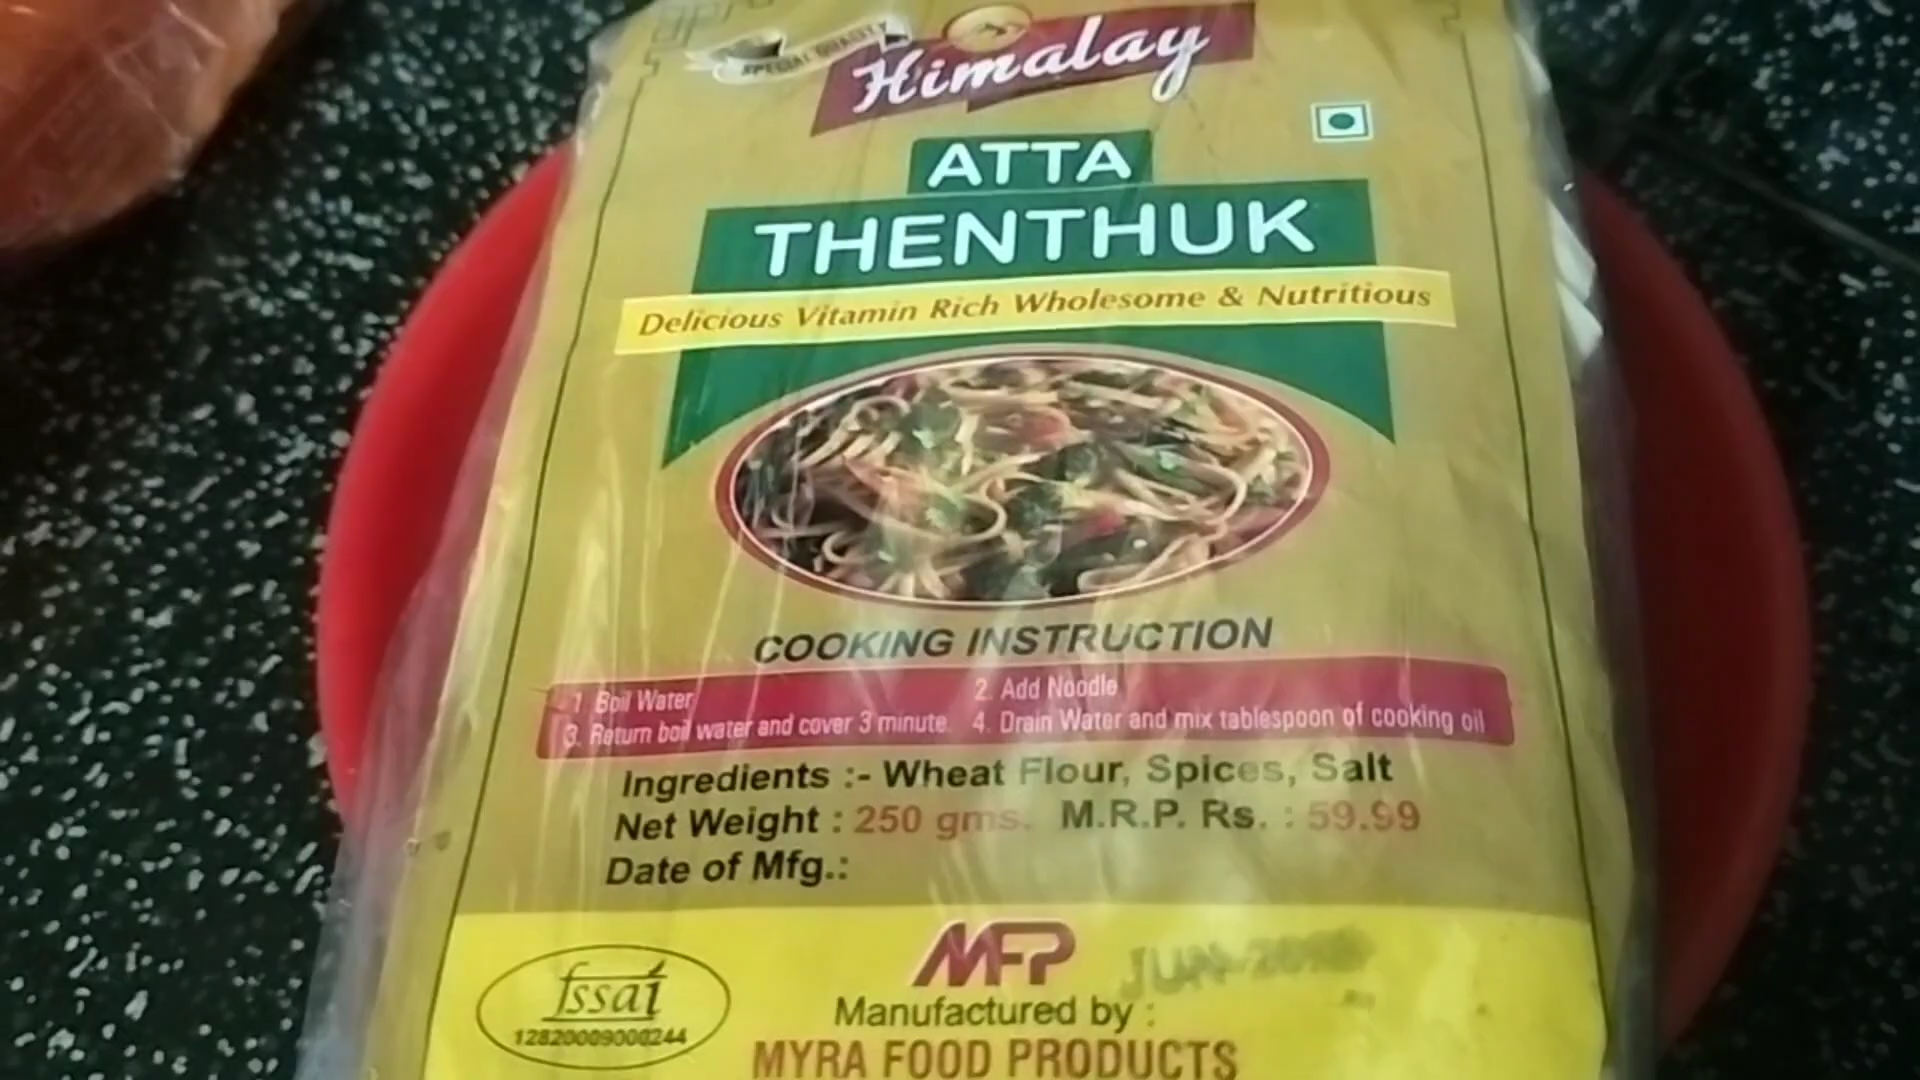 SPECIAL QUALITY
Himalay
ATTA
THENTHUK
Delicious Vitamin Rich Wholesome & Nutritious
COOKING INSTRUCTION
1. Boil Water 2. Add Noodle
3. Return boil water and cover 3 minute. 4. Drain Water and mix tablespoon of cooking oil
Ingredients :- Wheat Flour, Spices, Salt
Net Weight : 250 gms. M.R.P. Rs. : 59.99
Date of Mfg.:
MFP JUN
fssai
12820009000244
Manufactured by :
MYRA FOOD PRODUCTS